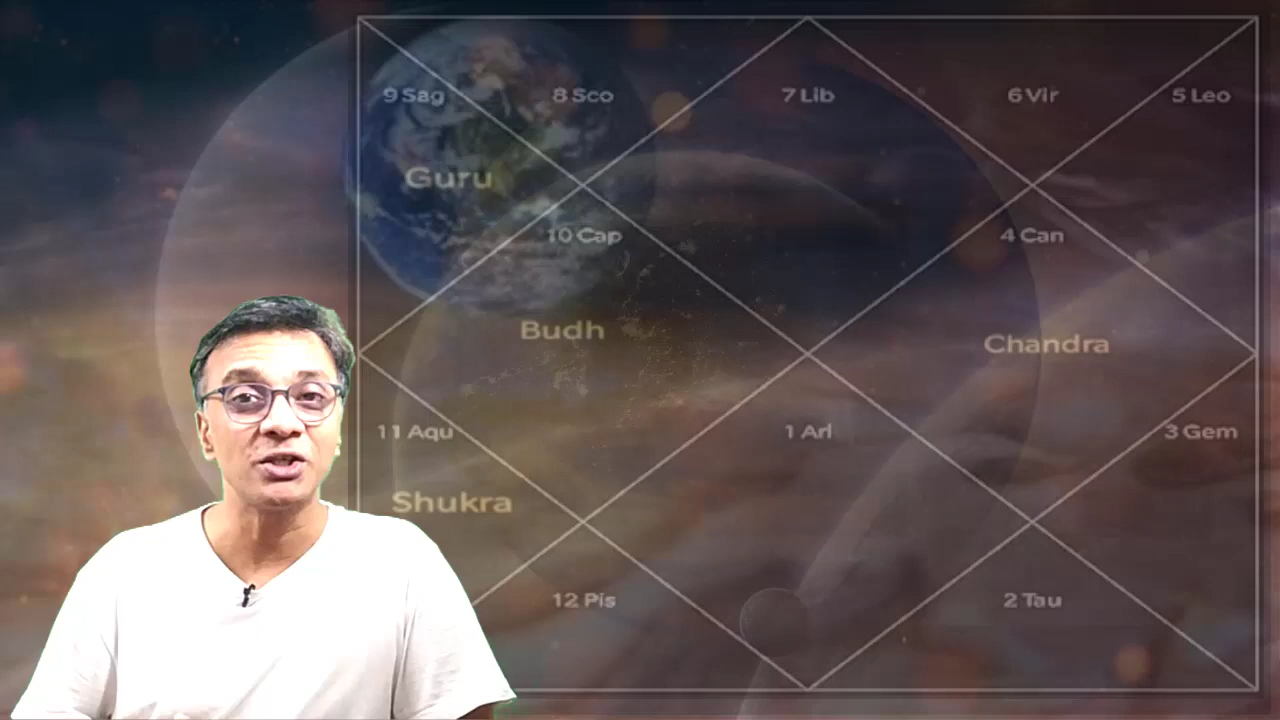 9 Sag
8 Sco
7 Lib
6 Vir
5 Leo
Guru
10 Cap
4 Can
Budh
Chandra
11 Aqu
1 Ari
3 Gem
Shukra
12 Pis
2 Tau